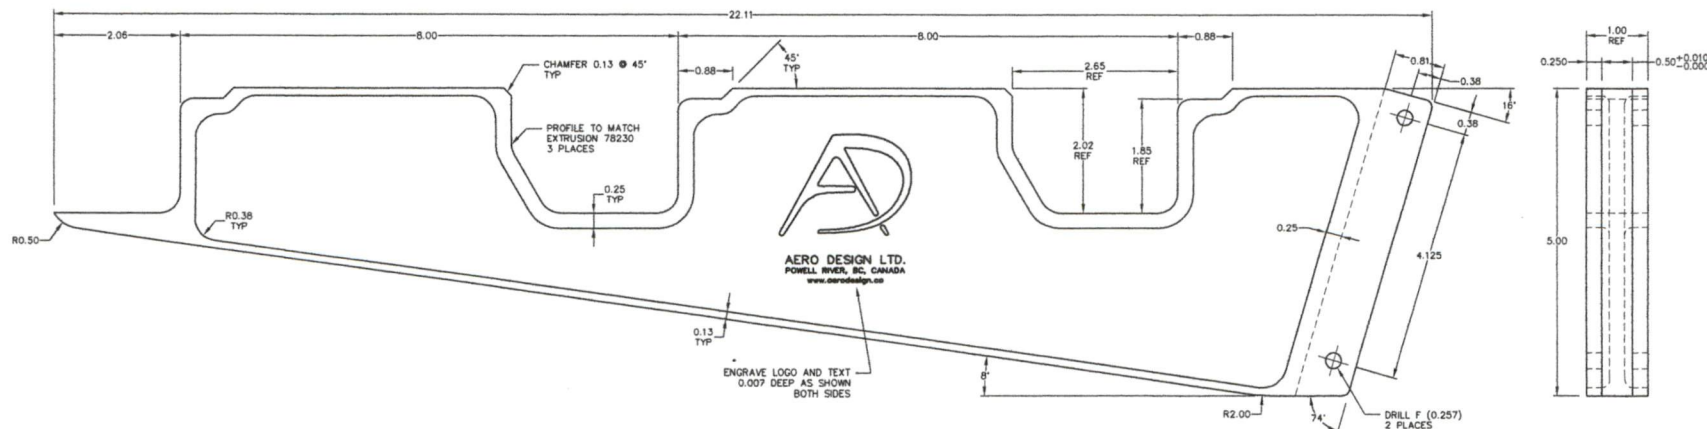 22.11
2.06
8.00
8.00
0.88
CHAMFER 0.13 @ 45°
TYP
0.88
45°
TYP
2.65
REF
0.81
0.38
16°
0.38
1.00
REF
0.250
0.50+0.010
-0.000
PROFILE TO MATCH
EXTRUSION 78230
3 PLACES
2.02
REF
1.85
REF
0.25
TYP
R0.38
TYP
R0.50
AD
0.25
4.125
5.00
AERO DESIGN LTD.
POWELL RIVER, BC, CANADA
www.aerodesign.ca
0.13
TYP
ENGRAVE LOGO AND TEXT
0.007 DEEP AS SHOWN
BOTH SIDES
8°
R2.00
74°
DRILL F (0.257)
2 PLACES